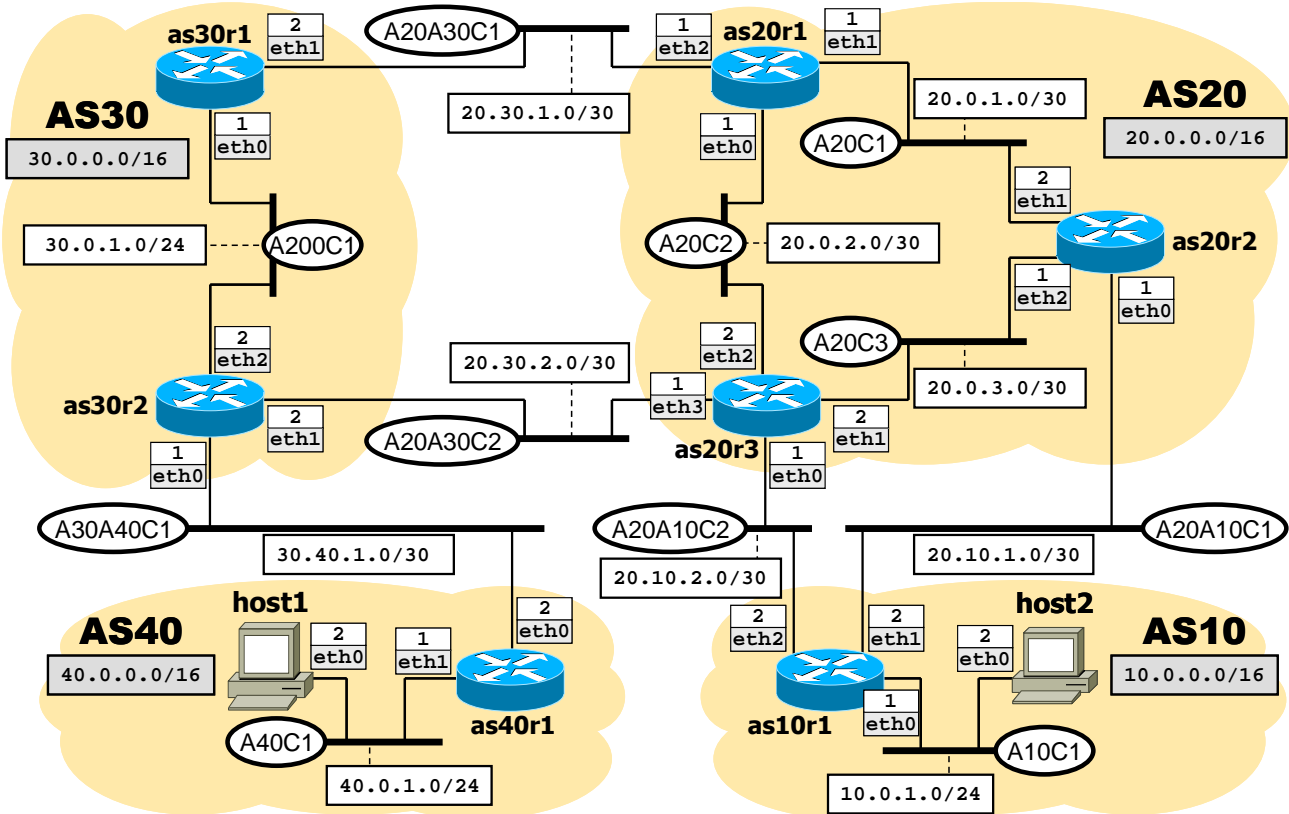 as30r1
2
eth1
A20A30C1
1
eth2
as20r1
1
eth1
AS30
1
eth0
20.30.1.0/30
1
eth0
20.0.1.0/30
AS20
30.0.0.0/16
A20C1
20.0.0.0/16
2
eth1
30.0.1.0/24
A200C1
A20C2
20.0.2.0/30
as20r2
1
eth2
1
eth0
2
eth2
20.30.2.0/30
2
eth2
A20C3
as30r2
2
eth1
1
eth3
20.0.3.0/30
1
eth0
A20A30C2
as20r3
2
eth1
1
eth0
A30A40C1
A20A10C2
A20A10C1
30.40.1.0/30
20.10.2.0/30
20.10.1.0/30
host1
2
eth0
host2
AS40
2
eth0
1
eth1
2
eth2
2
eth1
2
eth0
AS10
40.0.0.0/16
10.0.0.0/16
as40r1
as10r1
1
eth0
A40C1
A10C1
40.0.1.0/24
10.0.1.0/24